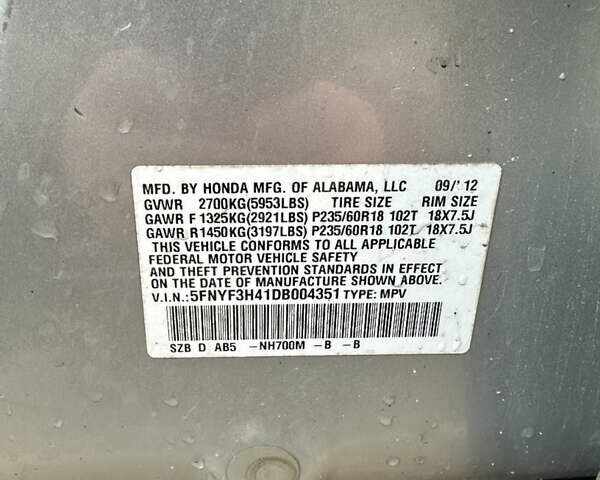 MFD. BY HONDA MFG. OF ALABAMA, LLC 09/'12
GVWR 2700KG(5953LBS) TIRE SIZE RIM SIZE
GAWR F 1325KG(2921LBS) P235/60R18 102T 18X7.5J
GAWR R1450KG(3197LBS) P235/60R18 102T 18X7.5J
THIS VEHICLE CONFORMS TO ALL APPLICABLE
FEDERAL MOTOR VEHICLE SAFETY
AND THEFT PREVENTION STANDARDS IN EFFECT
ON THE DATE OF MANUFACTURE SHOWN ABOVE.
V.I.N.:5FNYF3H41DB004351 TYPE: MPV
SZB D AB5 -NH700M -B -B